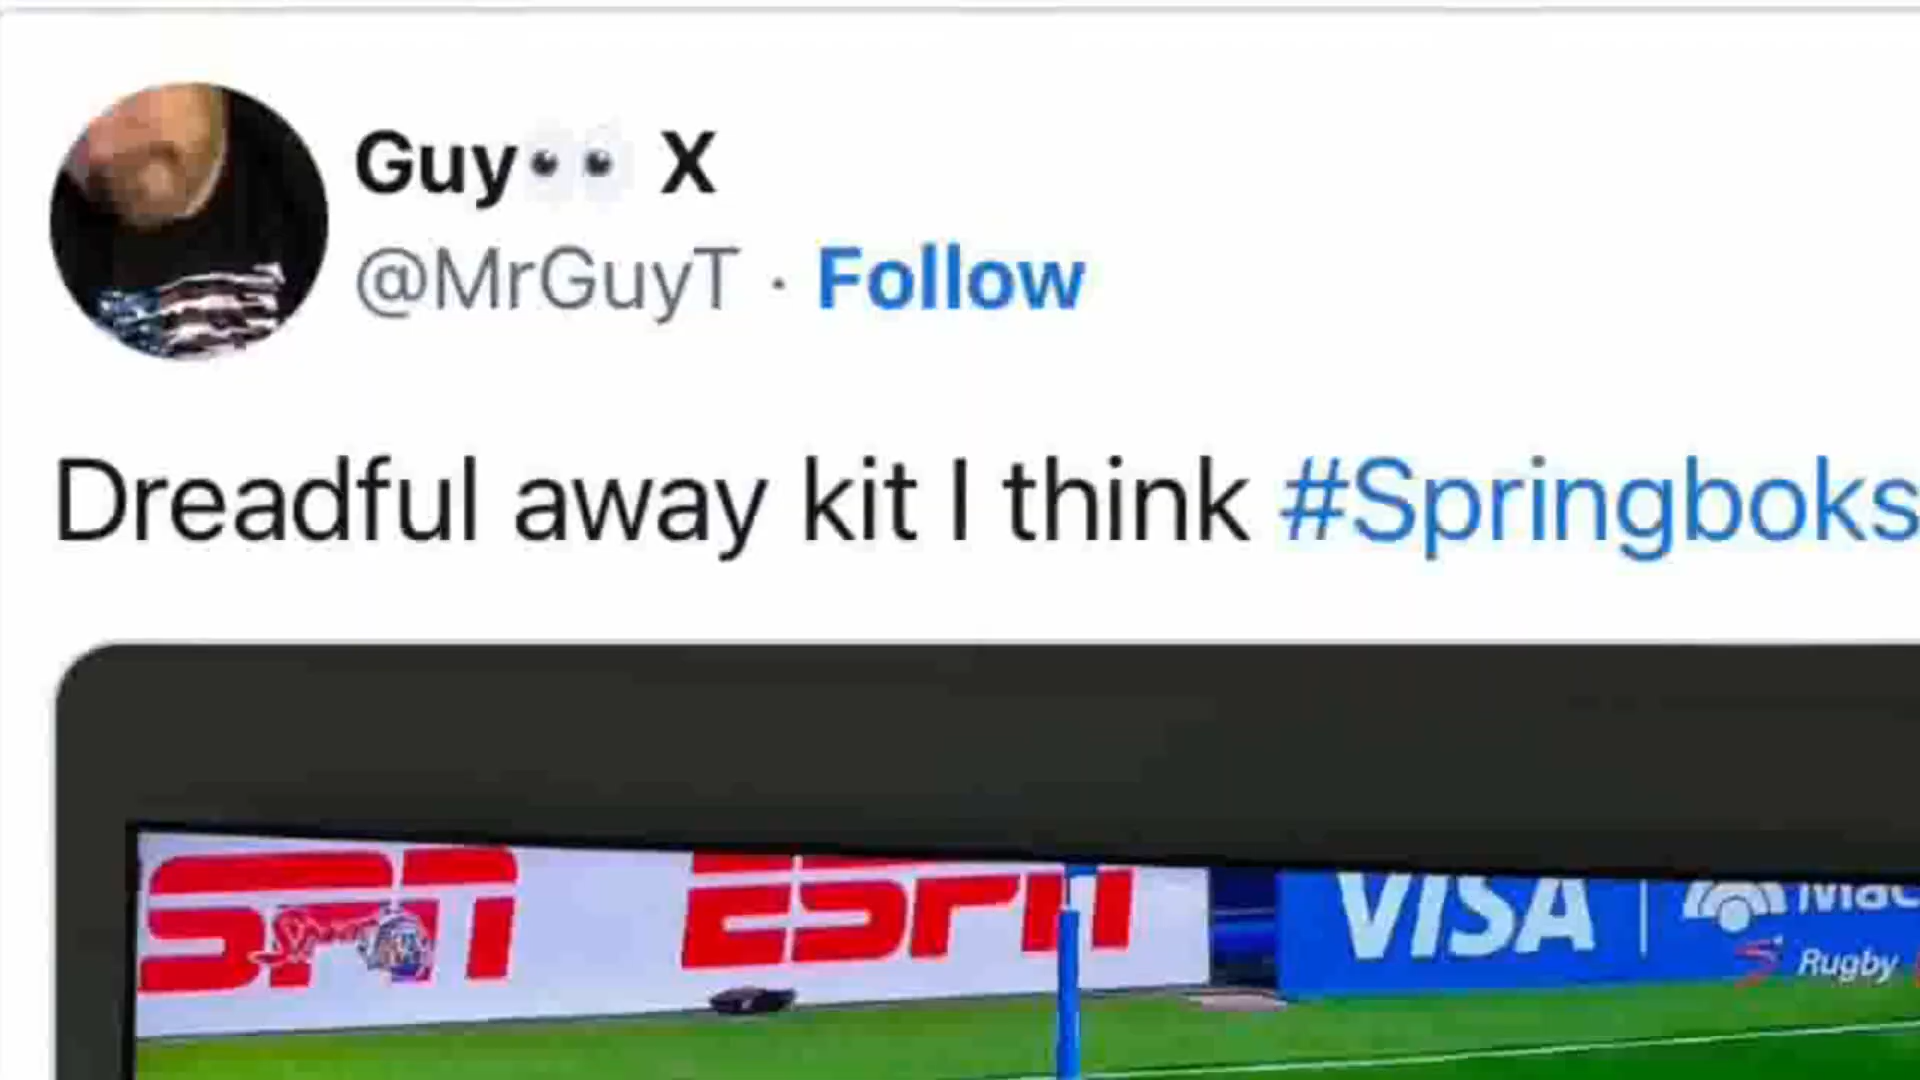 Guy👀 X
@MrGuyT · Follow
Dreadful away kit I think #Springboks
ESPN
VISA
Rugby